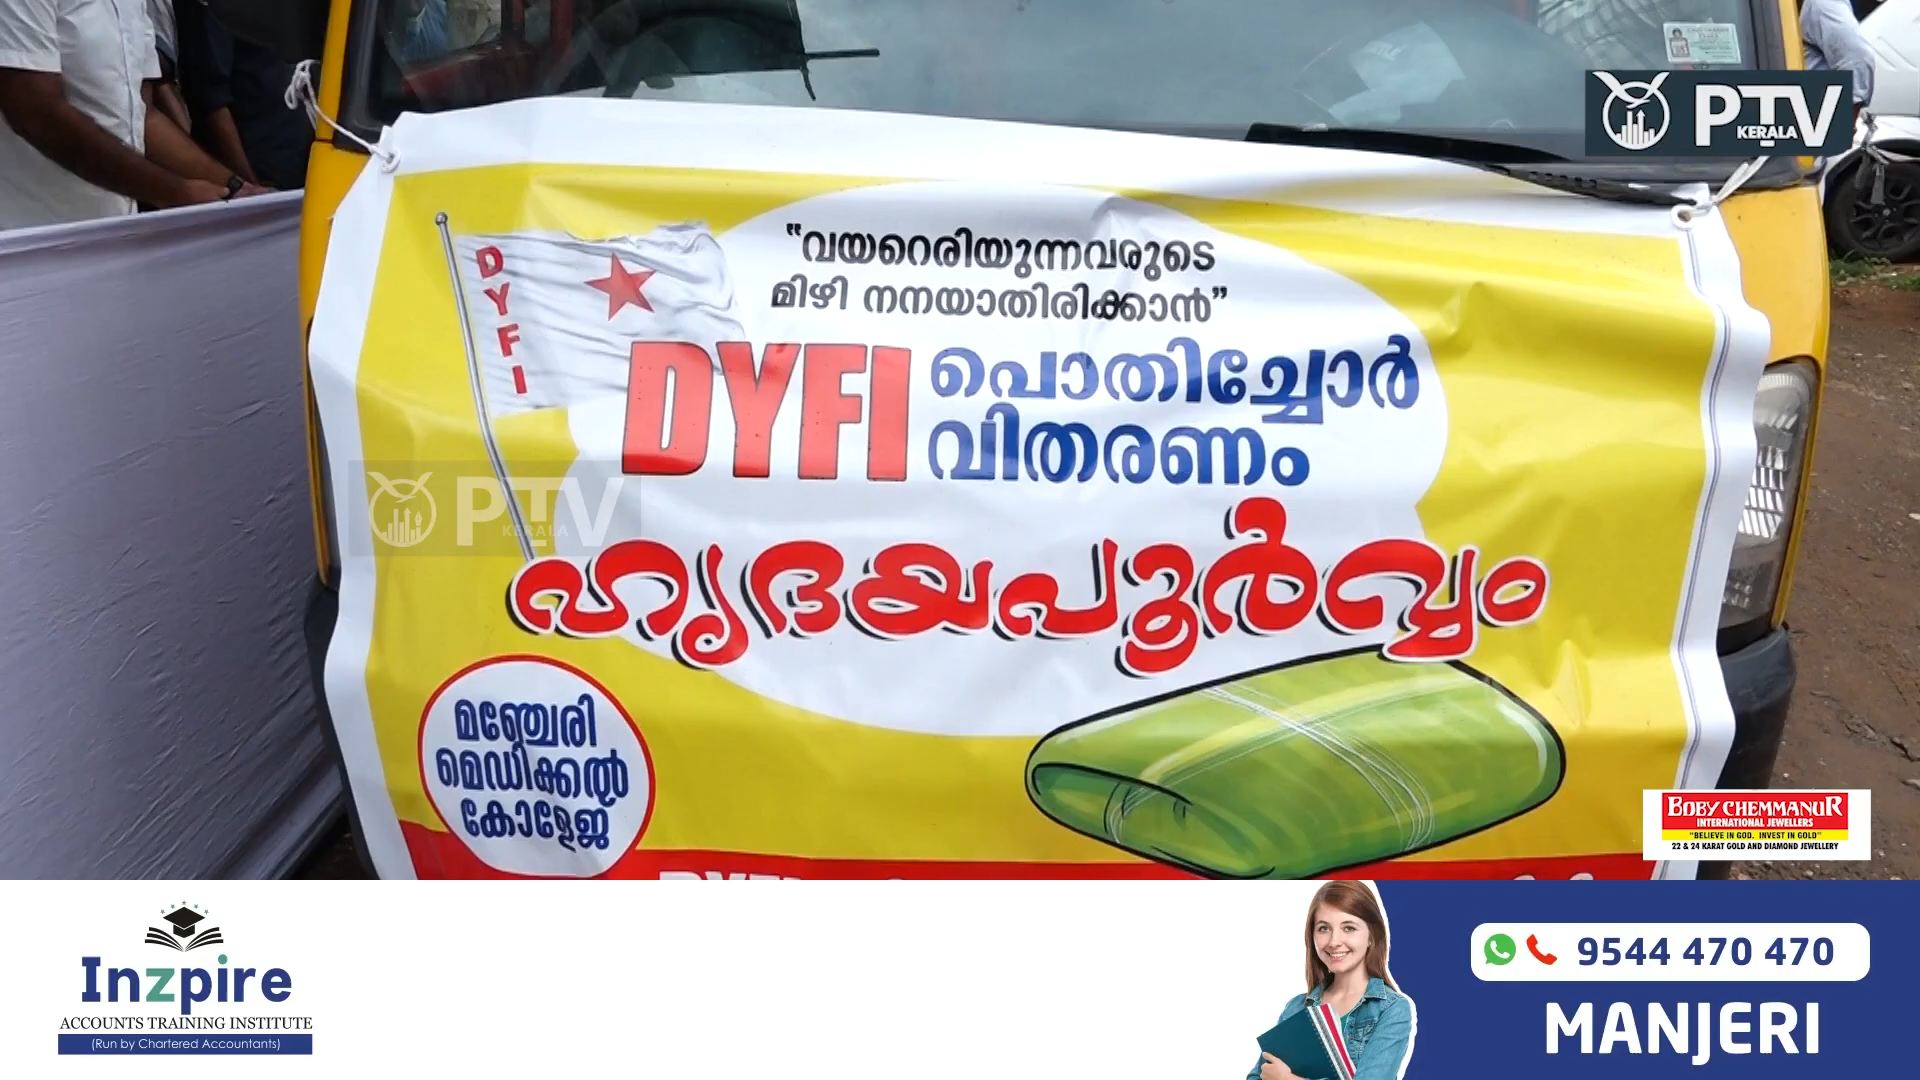 PTV
KERALA
"വയറെരിയുന്നവരുടെ
മിഴി നനയാതിരിക്കാൻ"
DYFI
DYFI പൊതിച്ചോർ
വിതരണം
PTV
KERALA
ഹൃദയപൂർവ്വം
മഞ്ചേരി
മെഡിക്കൽ
കോളേജ്
BOBY CHEMMANUR
INTERNATIONAL JEWELLERS
"BELIEVE IN GOD. INVEST IN GOLD"
22 & 24 KARAT GOLD AND DIAMOND JEWELLERY
Inzpire
ACCOUNTS TRAINING INSTITUTE
(Run by Chartered Accountants)
9544 470 470
MANJERI